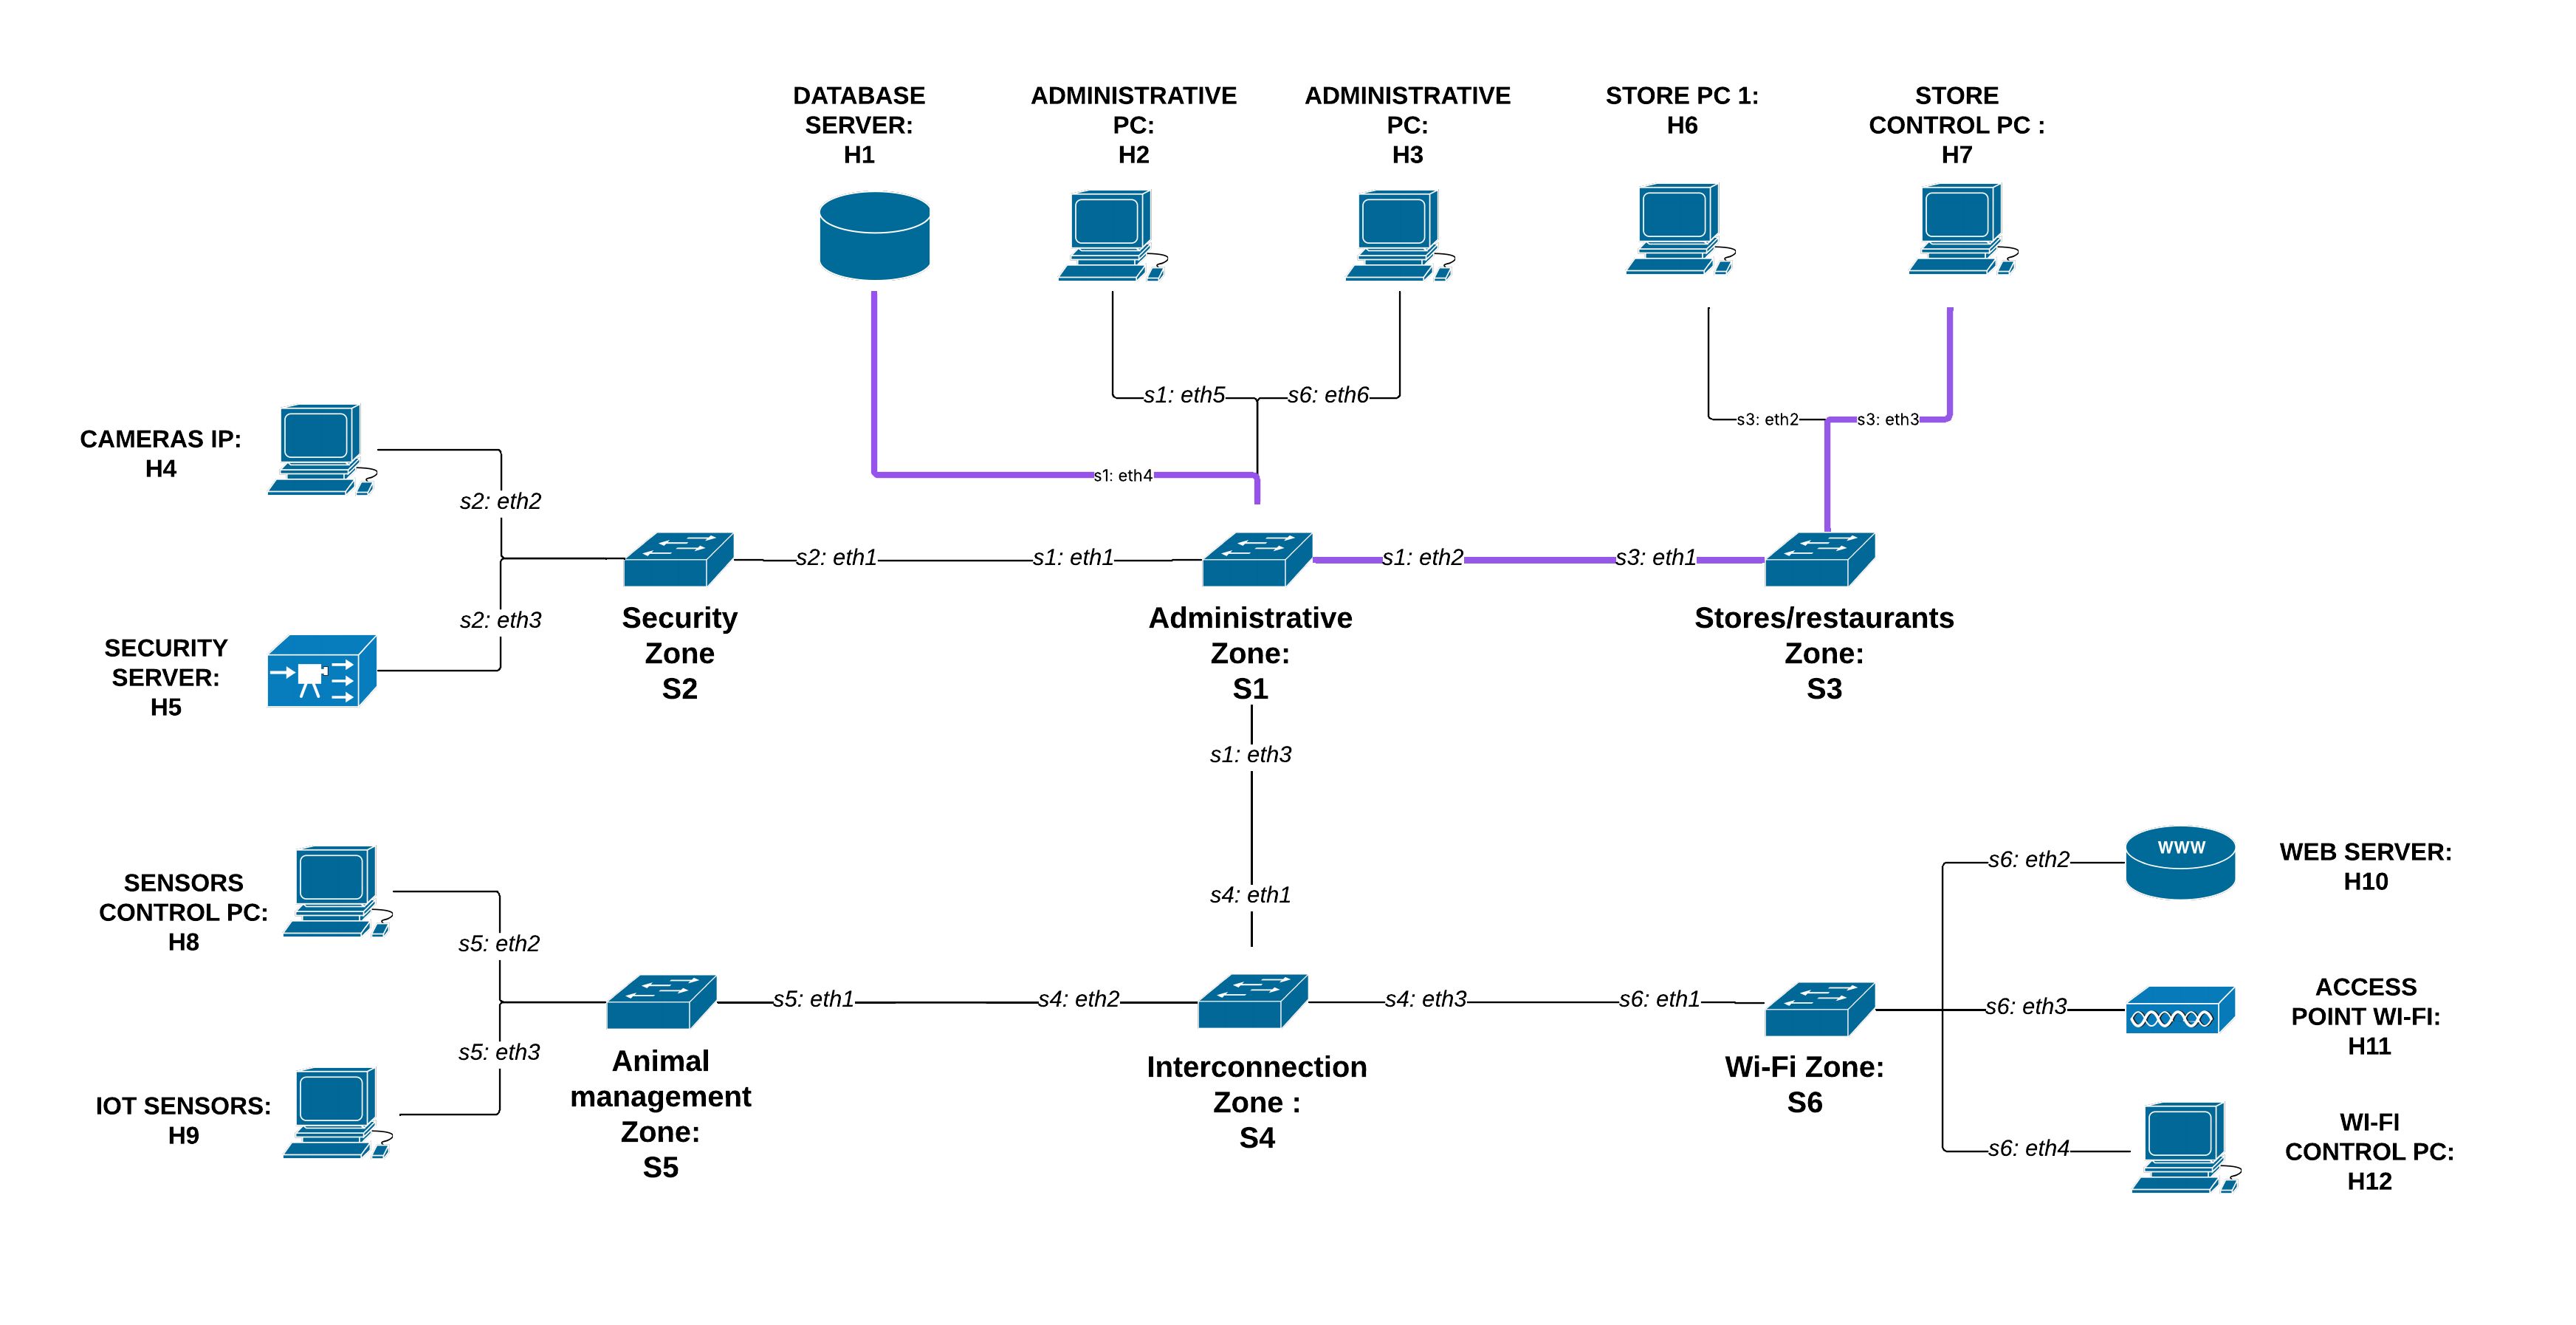 DATABASE
SERVER:
H1
ADMINISTRATIVE
PC:
H2
ADMINISTRATIVE
PC:
H3
STORE PC 1:
H6
STORE
CONTROL PC :
H7
s1: eth5
s6: eth6
s3: eth2
s3: eth3
s1: eth4
CAMERAS IP:
H4
s2: eth2
s2: eth3
SECURITY
SERVER:
H5
s2: eth1
s1: eth1
s1: eth2
s3: eth1
Security
Zone
S2
Administrative
Zone:
S1
Stores/restaurants
Zone:
S3
s1: eth3
s4: eth1
SENSORS
CONTROL PC:
H8
s5: eth2
s5: eth3
IOT SENSORS:
H9
s5: eth1
s4: eth2
s4: eth3
s6: eth1
Animal
management
Zone:
S5
Interconnection
Zone :
S4
Wi-Fi Zone:
S6
s6: eth2
WWW
WEB SERVER:
H10
s6: eth3
ACCESS
POINT WI-FI:
H11
s6: eth4
WI-FI
CONTROL PC:
H12